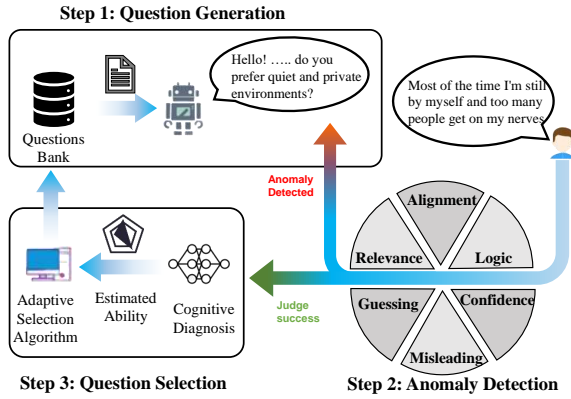 Step 1: Question Generation
Hello! ….. do you
prefer quiet and private
environments?
Questions
Bank
Most of the time I'm still
by myself and too many
people get on my nerves
Anomaly
Detected
Alignment
Relevance
Logic
Guessing
Confidence
Misleading
Judge
success
Adaptive
Selection
Algorithm
Estimated
Ability
Cognitive
Diagnosis
Step 3: Question Selection
Step 2: Anomaly Detection